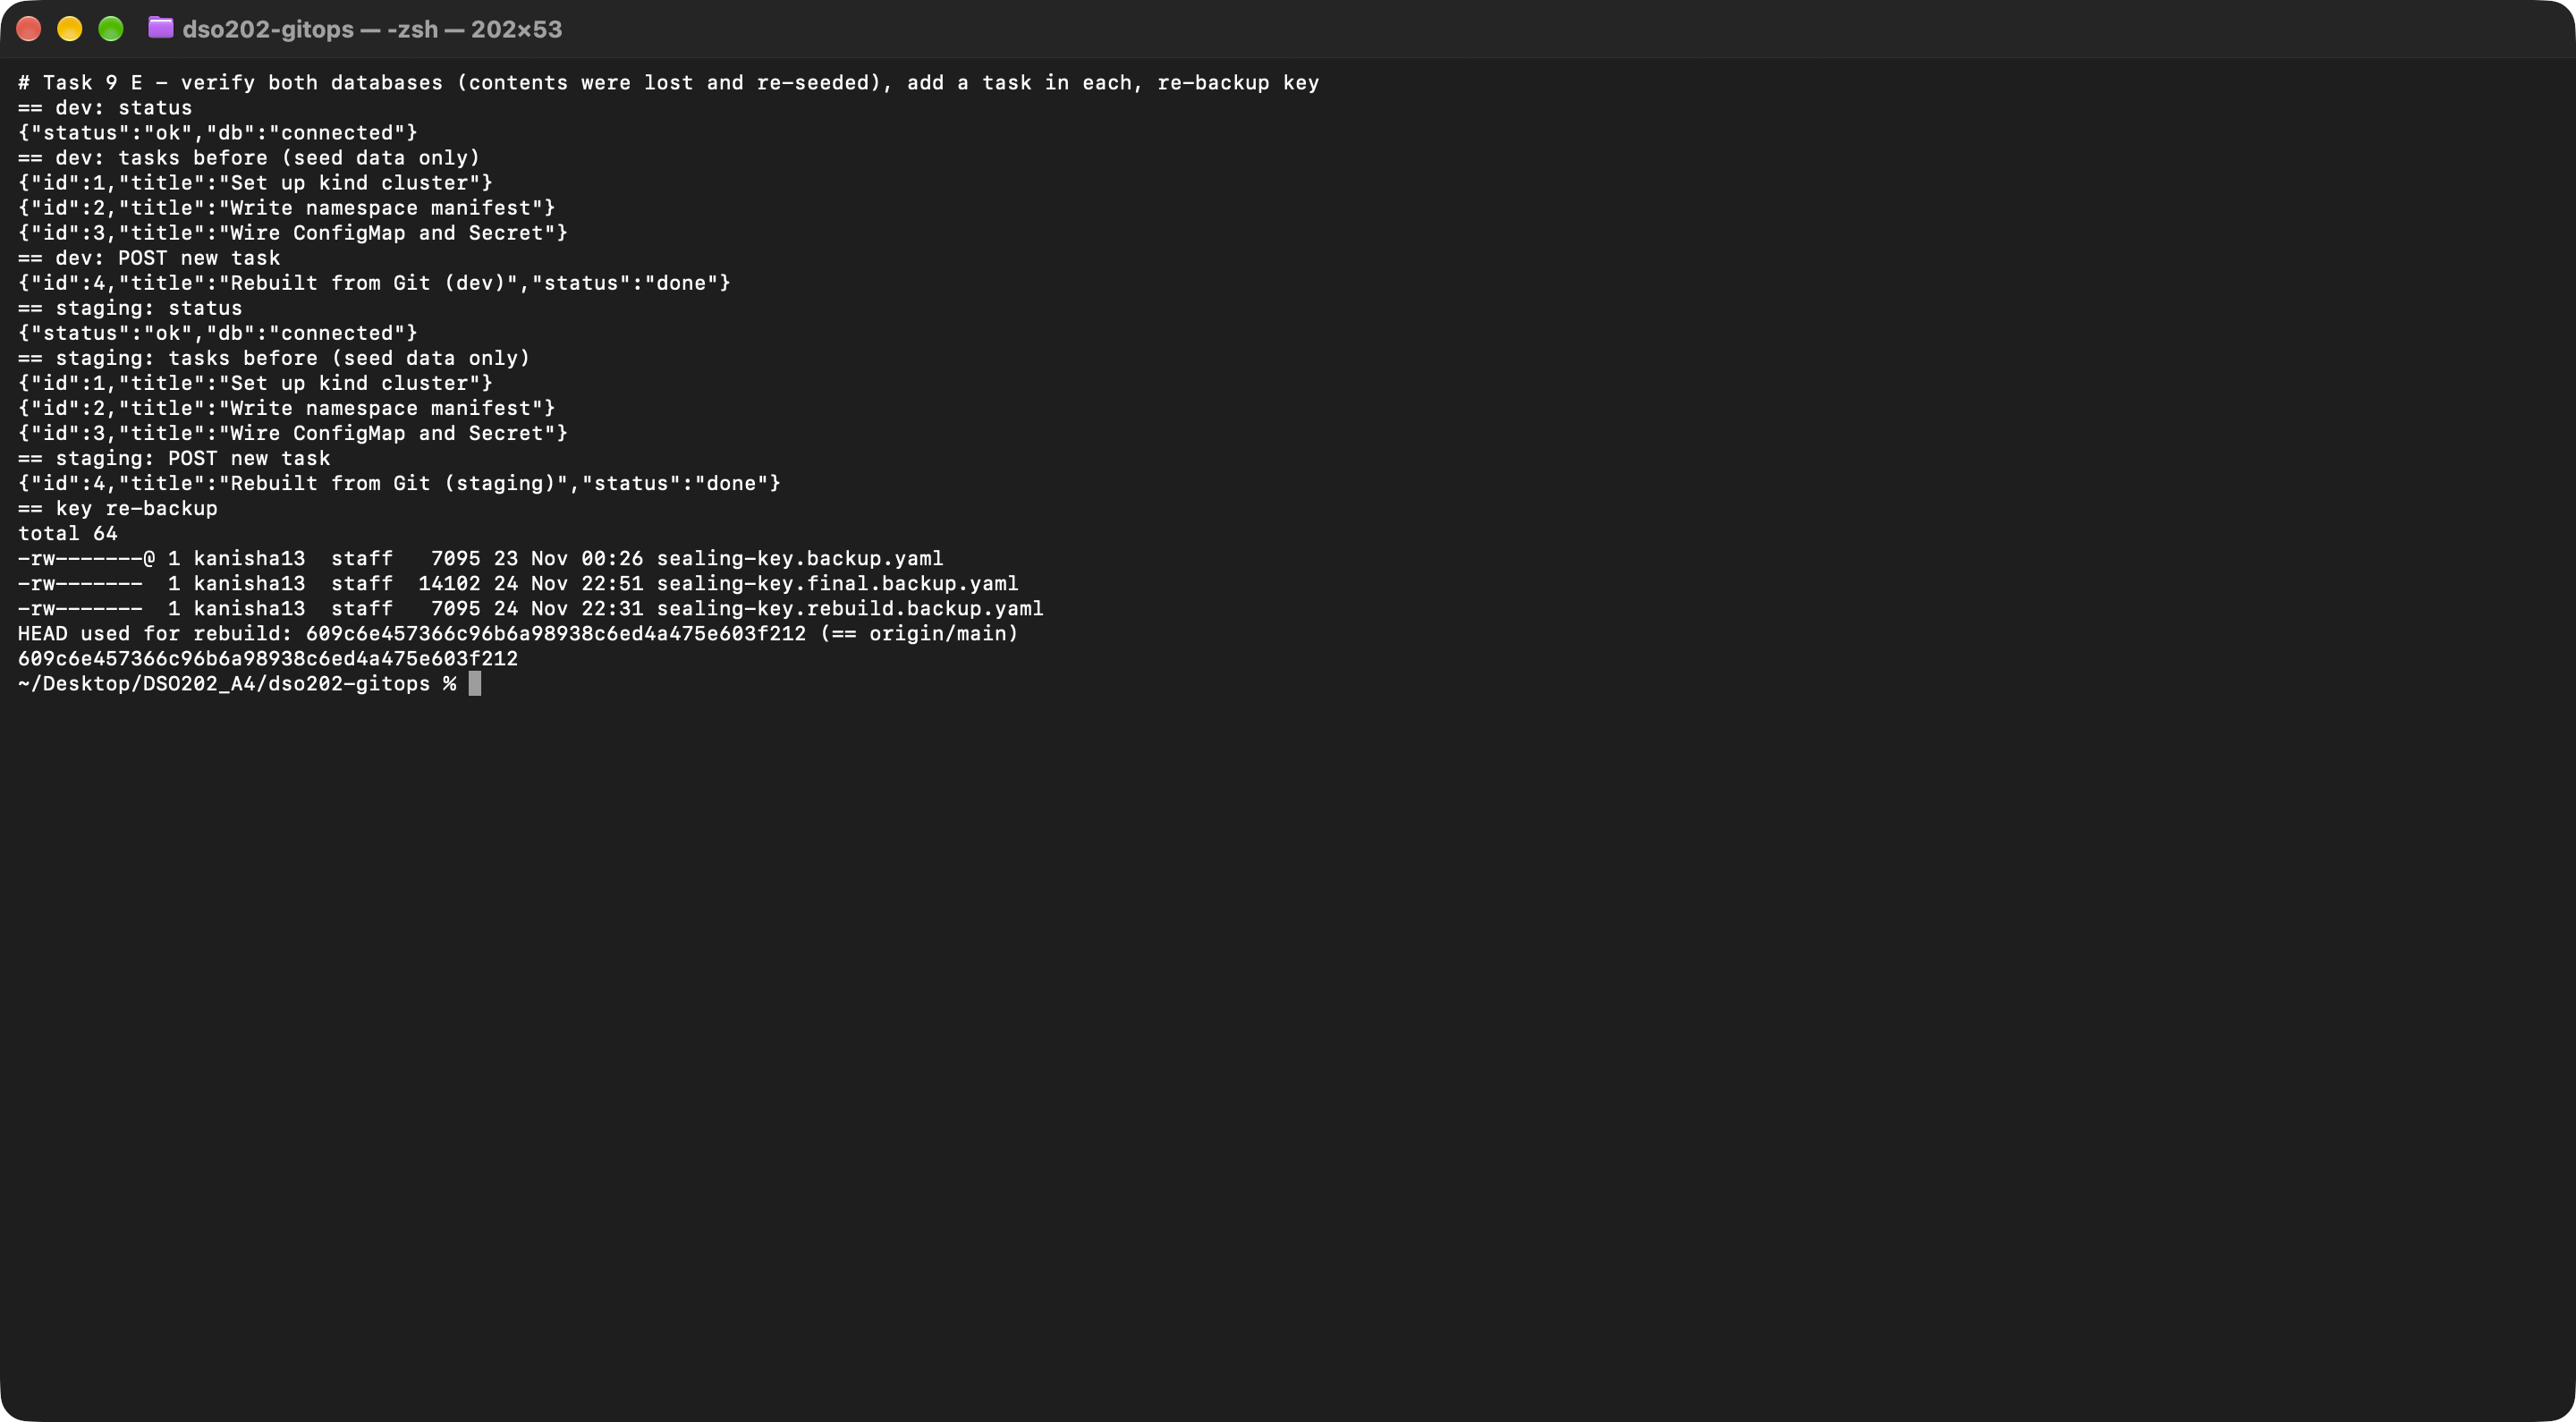 dso202-gitops — -zsh — 202×53
# Task 9 E — verify both databases (contents were lost and re-seeded), add a task in each, re-backup key
== dev: status
{"status":"ok","db":"connected"}
== dev: tasks before (seed data only)
{"id":1,"title":"Set up kind cluster"}
{"id":2,"title":"Write namespace manifest"}
{"id":3,"title":"Wire ConfigMap and Secret"}
== dev: POST new task
{"id":4,"title":"Rebuilt from Git (dev)","status":"done"}
== staging: status
{"status":"ok","db":"connected"}
== staging: tasks before (seed data only)
{"id":1,"title":"Set up kind cluster"}
{"id":2,"title":"Write namespace manifest"}
{"id":3,"title":"Wire ConfigMap and Secret"}
== staging: POST new task
{"id":4,"title":"Rebuilt from Git (staging)","status":"done"}
== key re-backup
total 64
-rw-------@ 1 kanisha13  staff   7095 23 Nov 00:26 sealing-key.backup.yaml
-rw-------  1 kanisha13  staff  14102 24 Nov 22:51 sealing-key.final.backup.yaml
-rw-------  1 kanisha13  staff   7095 24 Nov 22:31 sealing-key.rebuild.backup.yaml
HEAD used for rebuild: 609c6e457366c96b6a98938c6ed4a475e603f212 (== origin/main)
609c6e457366c96b6a98938c6ed4a475e603f212
~/Desktop/DSO202_A4/dso202-gitops %